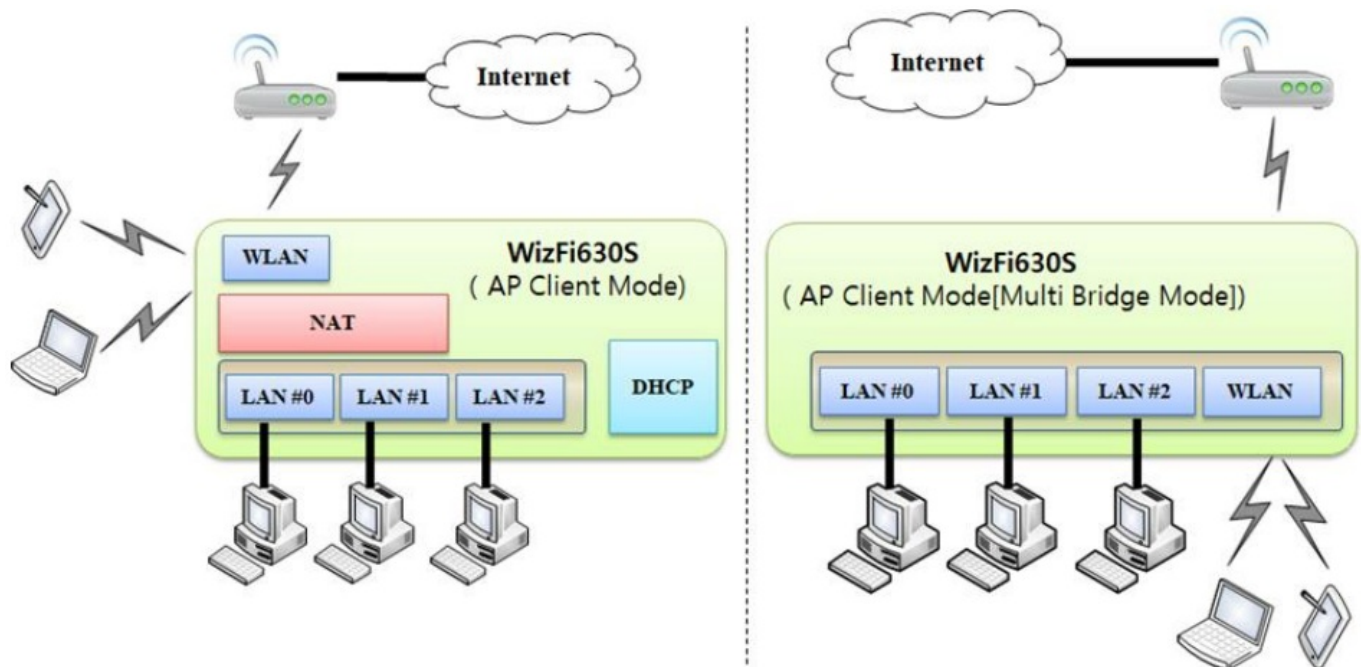 Internet
WLAN
WizFi630S
( AP Client Mode)
NAT
DHCP
LAN #0
LAN #1
LAN #2
Internet
WizFi630S
( AP Client Mode[Multi Bridge Mode])
LAN #0
LAN #1
LAN #2
WLAN